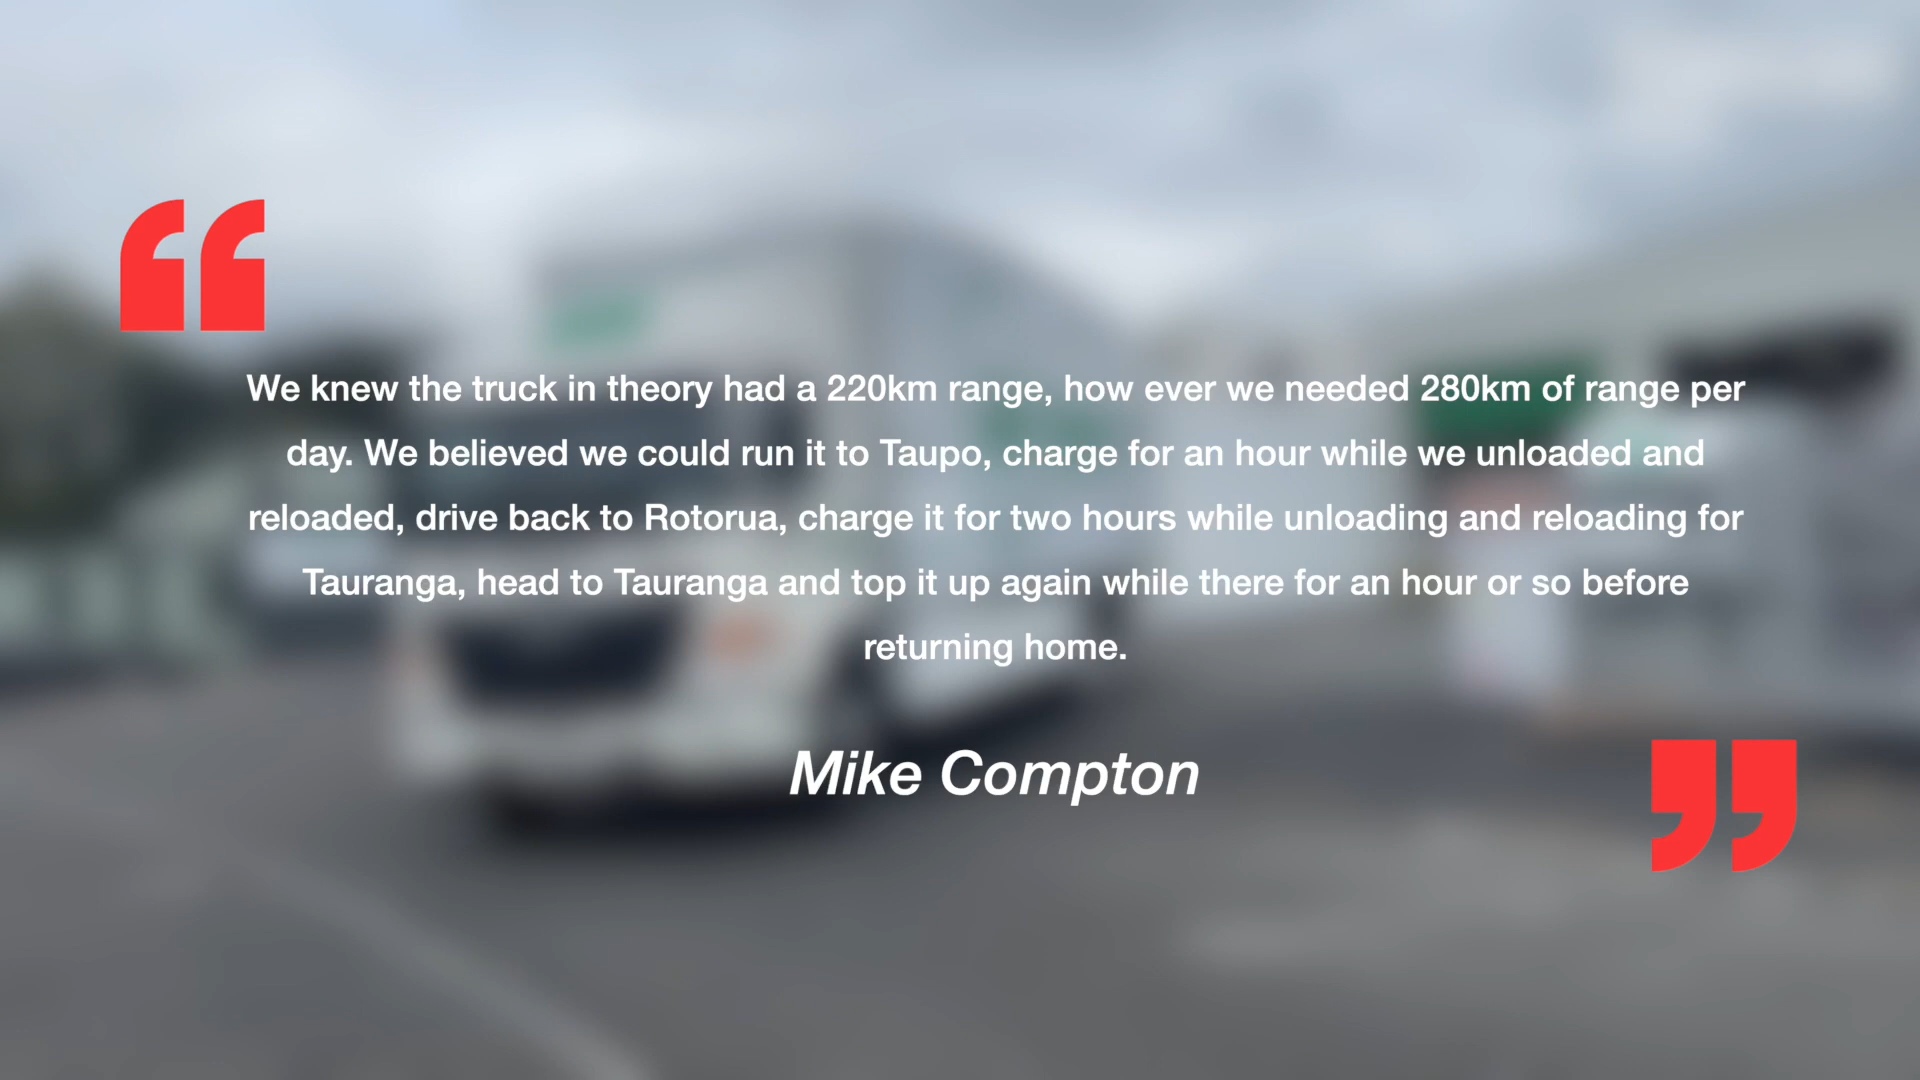 We knew the truck in theory had a 220km range, how ever we needed 280km of range per
day. We believed we could run it to Taupo, charge for an hour while we unloaded and
reloaded, drive back to Rotorua, charge it for two hours while unloading and reloading for
Tauranga, head to Tauranga and top it up again while there for an hour or so before
returning home.
Mike Compton